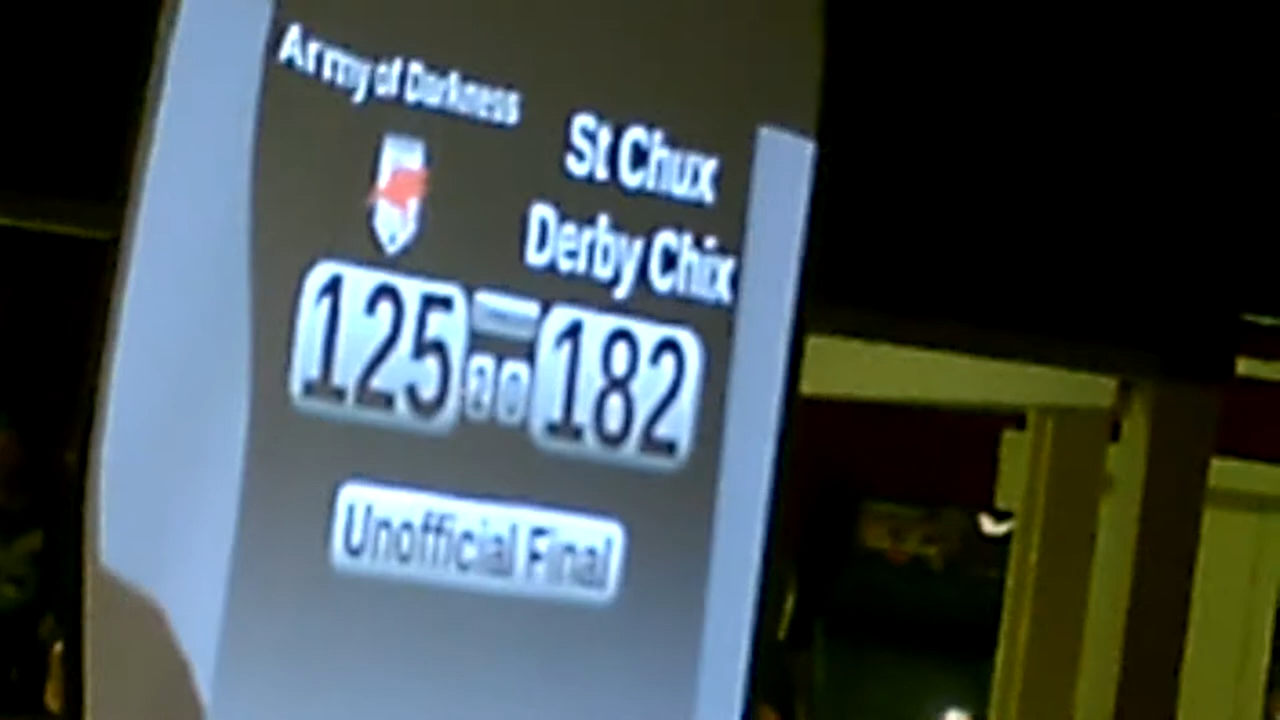 Army of Darkness
St Chux
Derby Chix
125
182
Unofficial Final